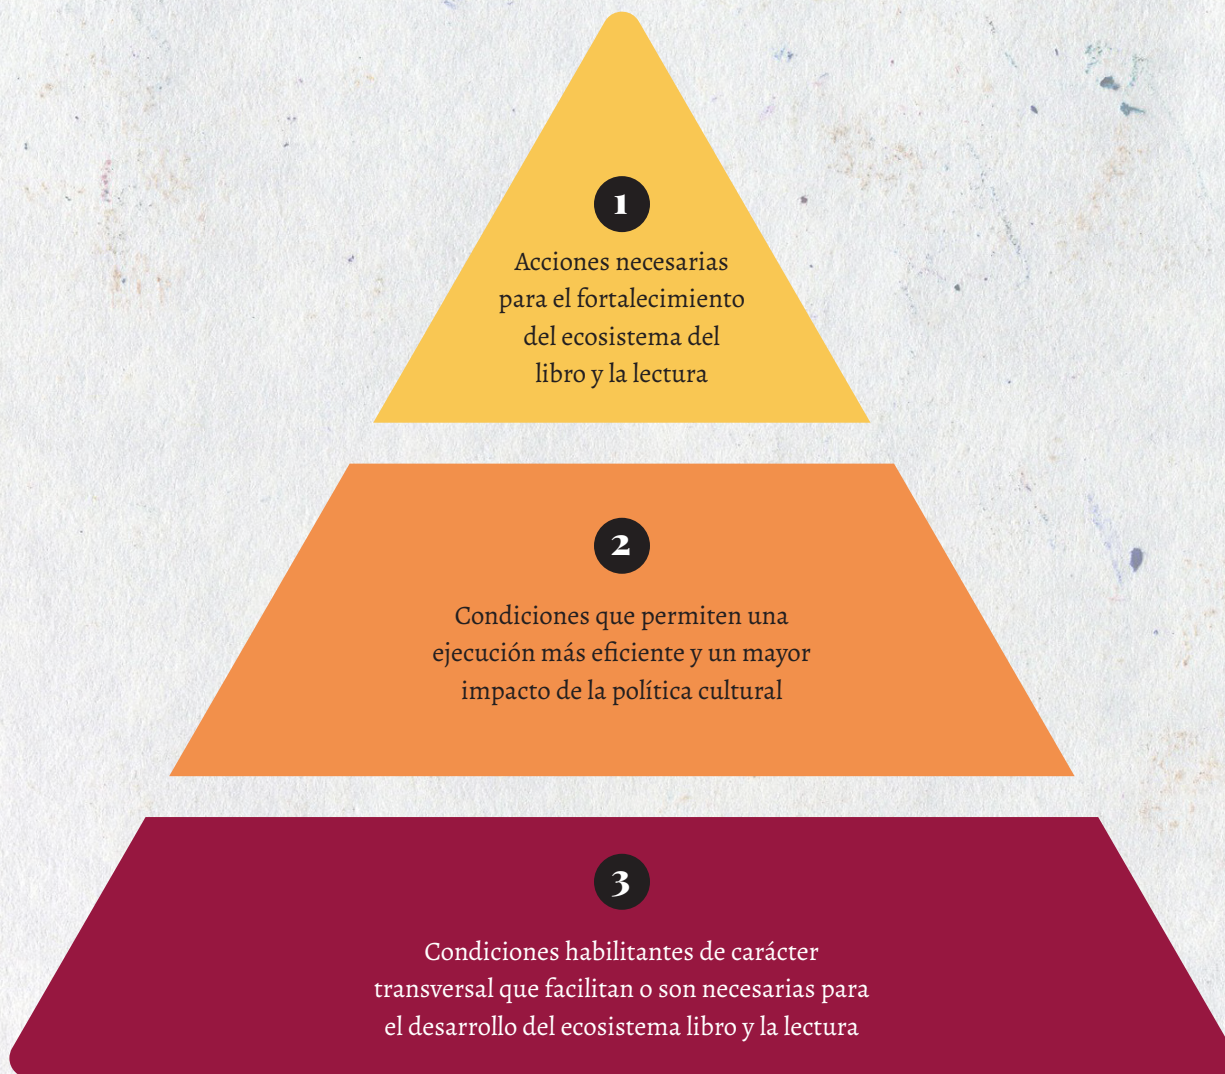 1
Acciones necesarias
para el fortalecimiento
del ecosistema del
libro y la lectura
2
Condiciones que permiten una
ejecución más eficiente y un mayor
impacto de la política cultural
3
Condiciones habilitantes de carácter
transversal que facilitan o son necesarias para
el desarrollo del ecosistema libro y la lectura